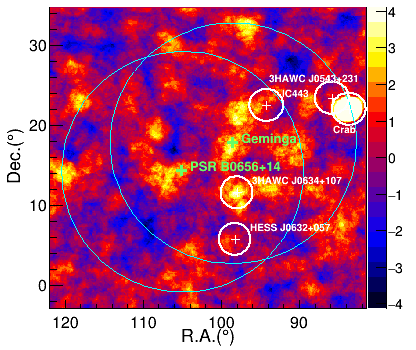 30
20
10
0
Dec.(°)
120
110
100
90
R.A.(°)
4
3
2
1
0
-1
-2
-3
-4
3HAWC J0543+231
IC443
Crab
Geminga
PSR B0656+14
3HAWC J0634+107
HESS J0632+057